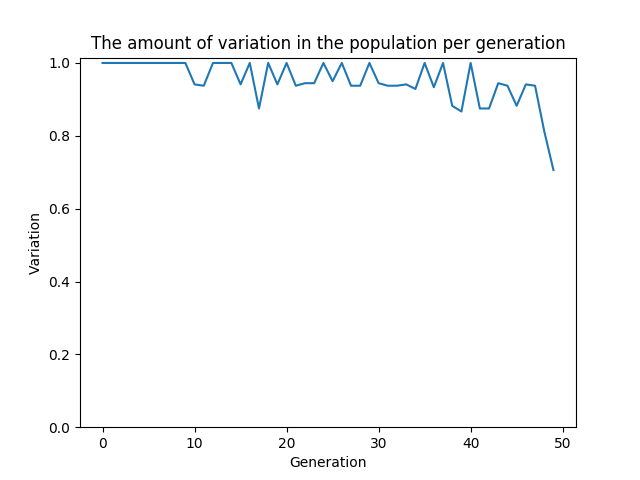 The amount of variation in the population per generation
1.0
0.8
0.6
0.4
0.2
0.0
Variation
0 10 20 30 40 50
Generation